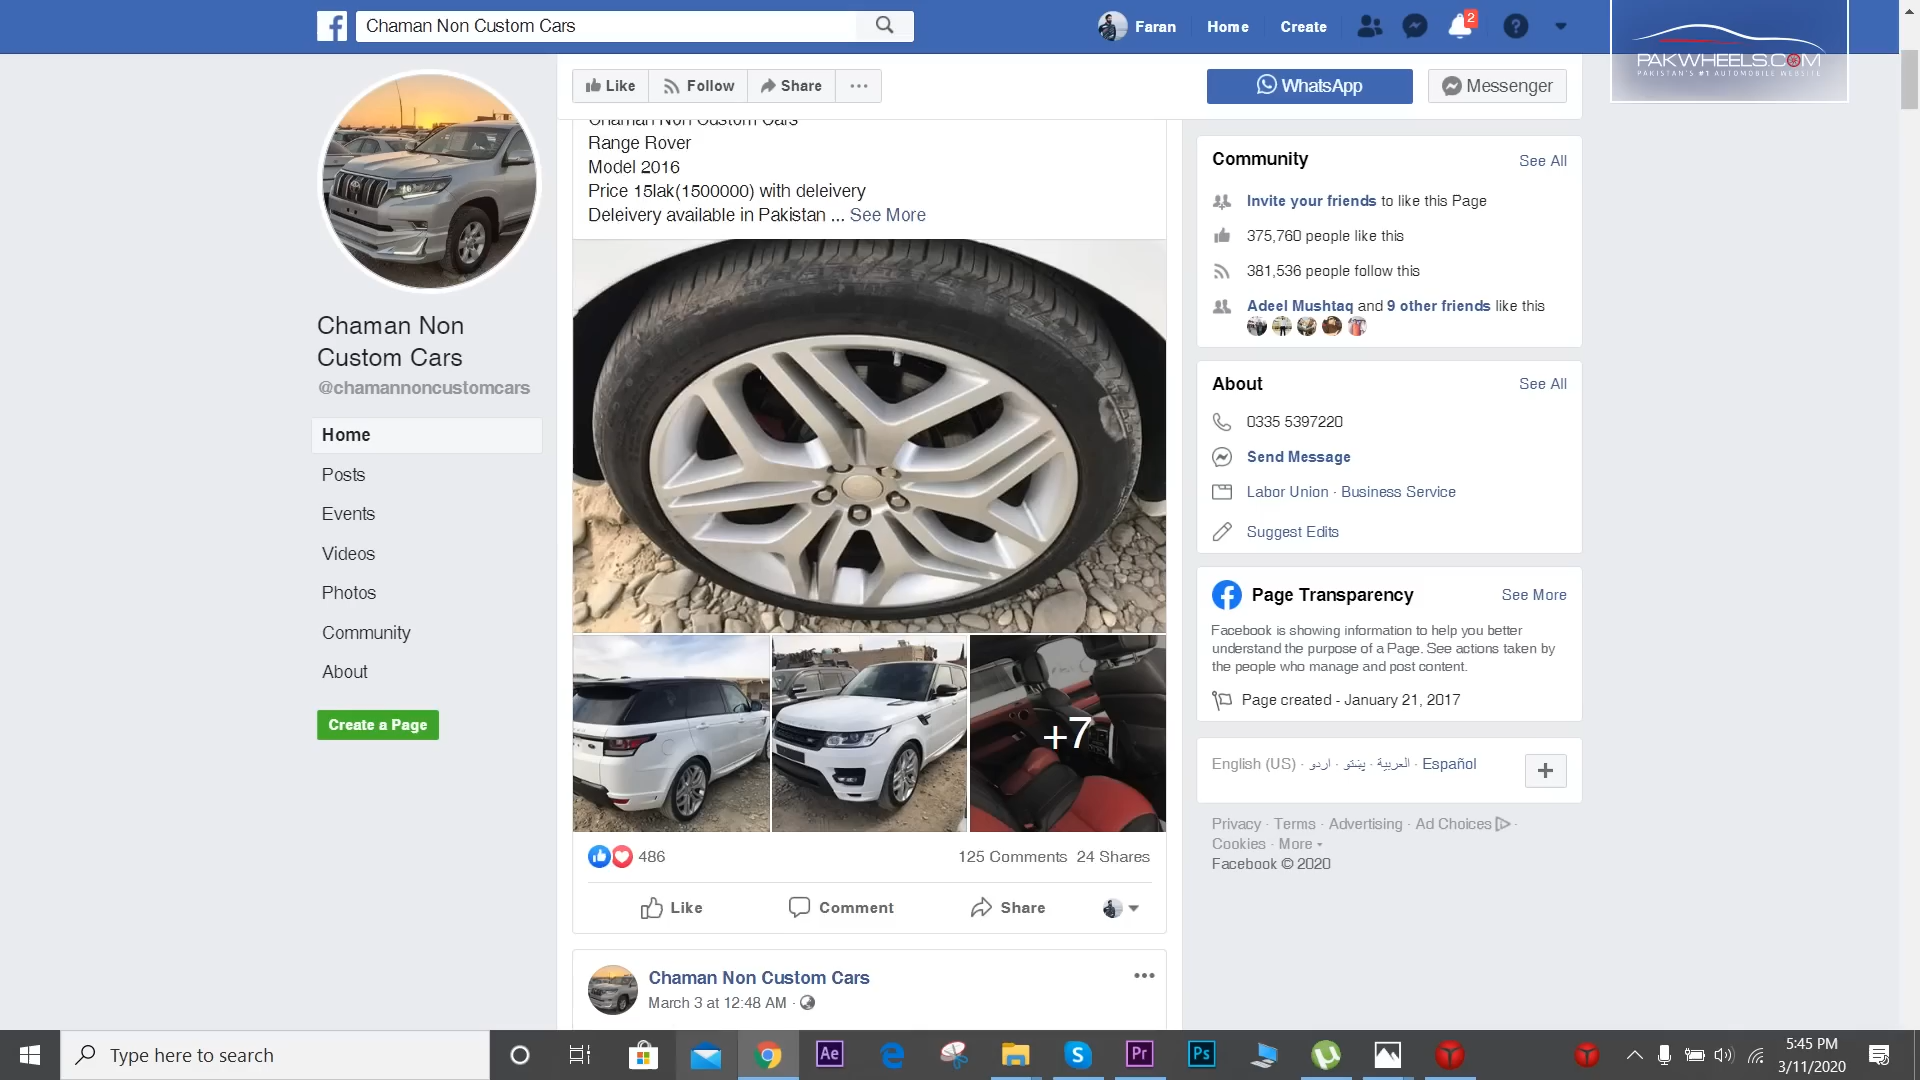 Chaman Non Custom Cars
Faran
Home
Create
2
PAKWHEELS.COM
PAKISTAN'S #1 AUTOMOBILE WEBSITE
Like
Follow
Share
WhatsApp
Messenger
Chaman Non Custom Cars
@chamannoncustomcars
Home
Posts
Events
Videos
Photos
Community
About
Create a Page
Chaman Non Custom Cars
Range Rover
Model 2016
Price 15lak(1500000) with deleivery
Deleivery available in Pakistan ... See More
+7
486
125 Comments 24 Shares
Like
Comment
Share
Chaman Non Custom Cars
March 3 at 12:48 AM ·
Community
See All
Invite your friends to like this Page
375,760 people like this
381,536 people follow this
Adeel Mushtaq and 9 other friends like this
About
See All
0335 5397220
Send Message
Labor Union · Business Service
Suggest Edits
Page Transparency
See More
Facebook is showing information to help you better
understand the purpose of a Page. See actions taken by
the people who manage and post content.
Page created - January 21, 2017
English (US) · اردو · پښتو · العربية · Español
Privacy · Terms · Advertising · Ad Choices ·
Cookies · More
Facebook © 2020
Type here to search
Ae
Pr
Ps
5:45 PM
3/11/2020